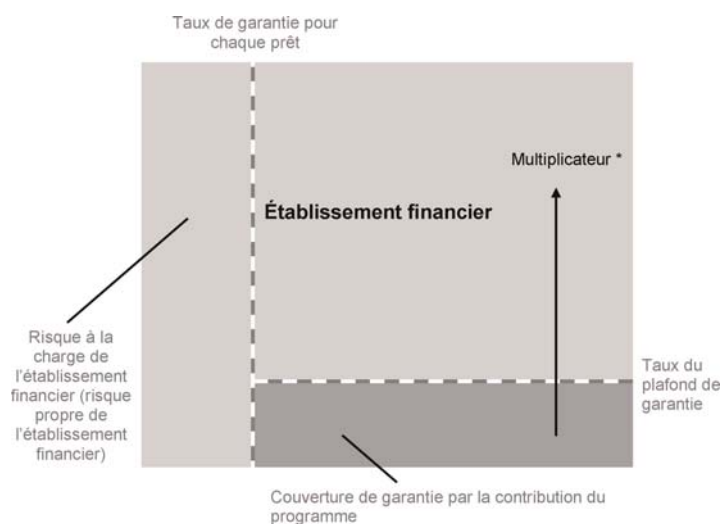 Taux de garantie pour
chaque prêt
Multiplicateur *
Établissement financier
Risque à la
charge de
l'établissement
financier (risque
propre de
l'établissement
financier)
Taux du
plafond de
garantie
Couverture de garantie par la contribution du
programme